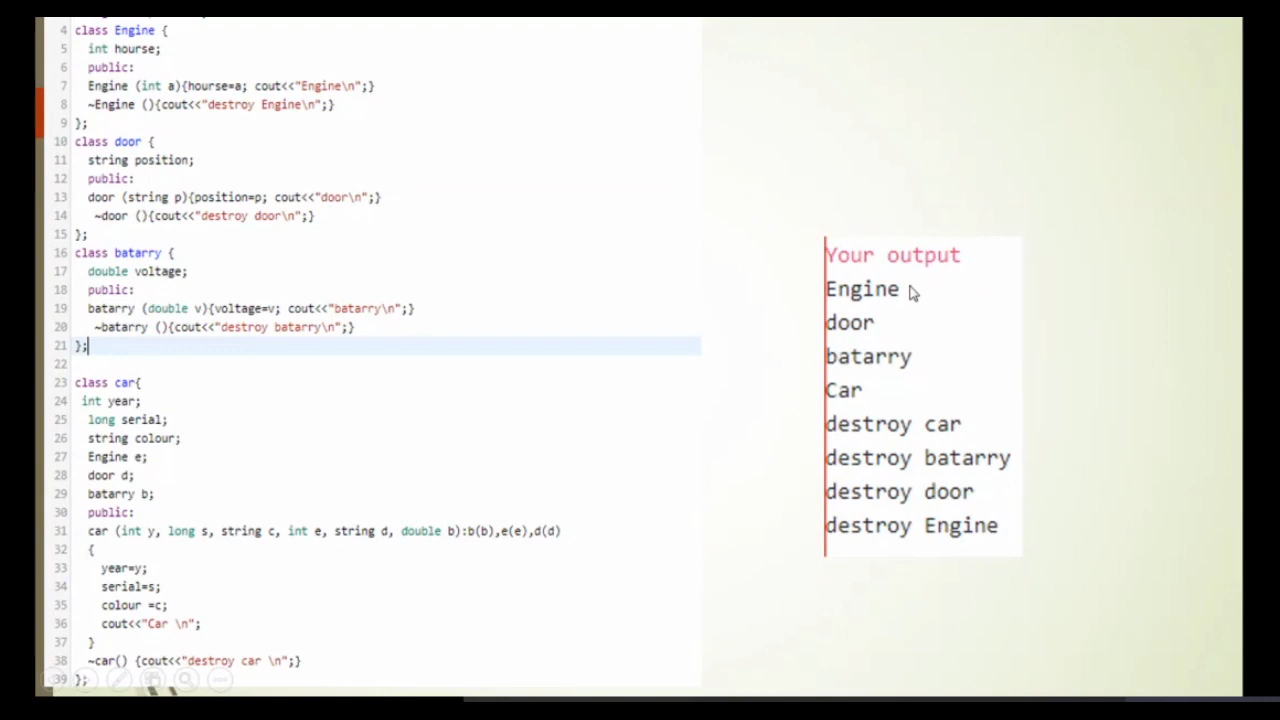 4 class Engine {
5 int hourse;
6 public:
7 Engine (int a){hourse=a; cout<<"Engine\n";}
8 ~Engine (){cout<<"destroy Engine\n";}
9 };
10 class door {
11 string position;
12 public:
13 door (string p){position=p; cout<<"door\n";}
14 ~door (){cout<<"destroy door\n";}
15 };
16 class batarry {
17 double voltage;
18 public:
19 batarry (double v){voltage=v; cout<<"batarry\n";}
20 ~batarry (){cout<<"destroy batarry\n";}
21 };
22
23 class car{
24 int year;
25 long serial;
26 string colour;
27 Engine e;
28 door d;
29 batarry b;
30 public:
31 car (int y, long s, string c, int e, string d, double b):b(b),e(e),d(d)
32 {
33 year=y;
34 serial=s;
35 colour =c;
36 cout<<"Car \n";
37 }
38 ~car() {cout<<"destroy car \n";}
39 };
Your output
Engine
door
batarry
Car
destroy car
destroy batarry
destroy door
destroy Engine